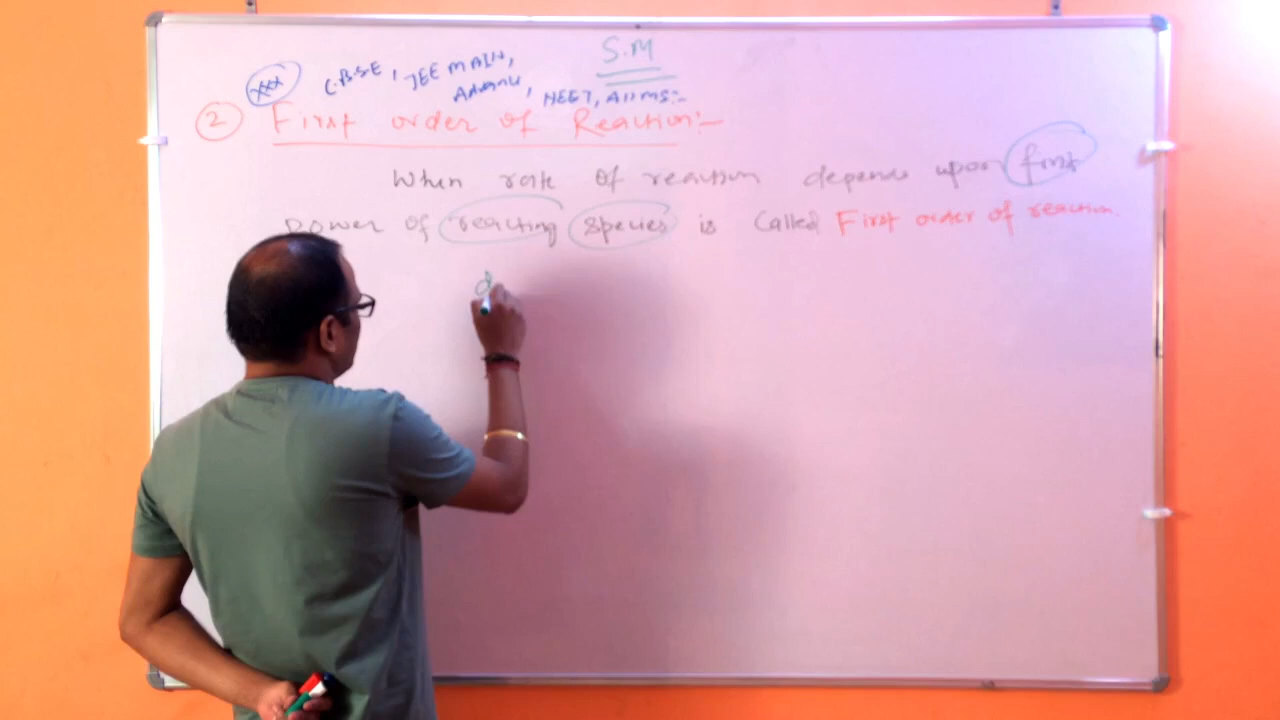 S.M
xxx CBSE, JEE MAIN,
Advance, NEET, AIIMS:-
2 First order of Reaction:-
When rate of reaction depends upon first
power of reacting species is called First order of reaction.
d